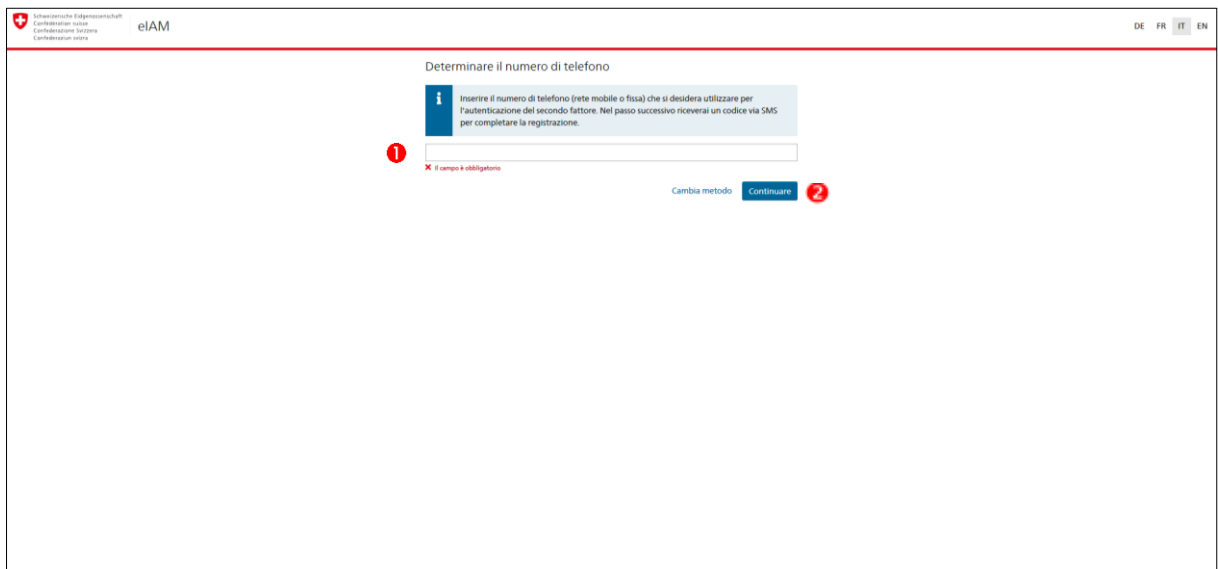 Schweizerische Eidgenossenschaft
Confédération suisse
Confederazione Svizzera
Confederaziun svizra
eIAM
DE FR IT EN
Determinare il numero di telefono
Inserire il numero di telefono (rete mobile o fissa) che si desidera utilizzare per
l'autenticazione del secondo fattore. Nel passo successivo riceverai un codice via SMS
per completare la registrazione.
1
Il campo è obbligatorio
Cambia metodo Continuare 2